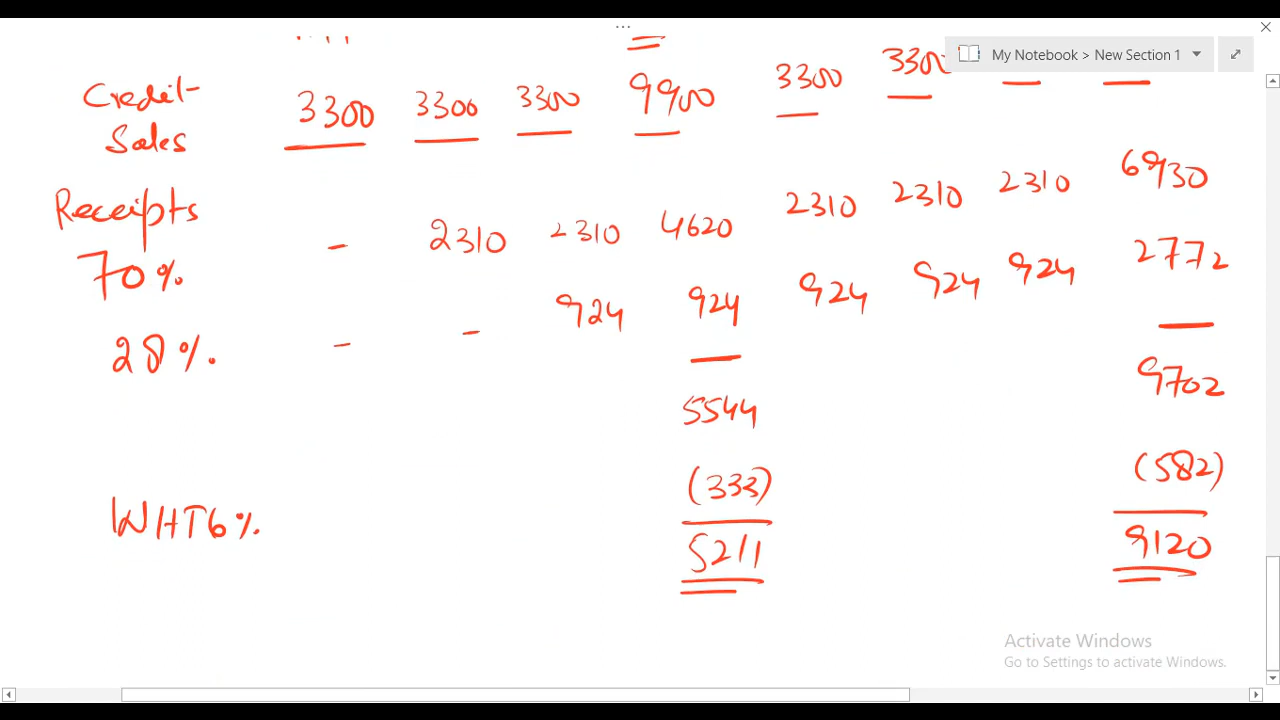 ...
My Notebook > New Section 1
Credit- 3300 3300 3300 9900 3300 3300
Sales
Receipts
70% - 2310 2310 4620 2310 2310 2310 6930
28% - - 924 924 924 924 924 2772
5544 9702
WHT6% (333) (582)
5211 9120
Activate Windows
Go to Settings to activate Windows.